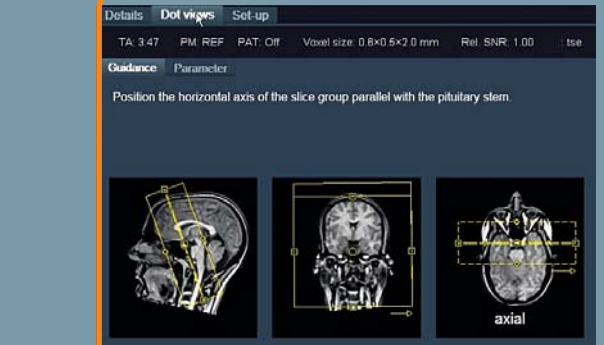 Details Dot views Set-up
TA: 3:47 PM: REF PAT: Off Voxel size: 0.6×0.5×2.0 mm Rel. SNR: 1.00 : tse
Guidance Parameter
Position the horizontal axis of the slice group parallel with the pituitary stem.
axial